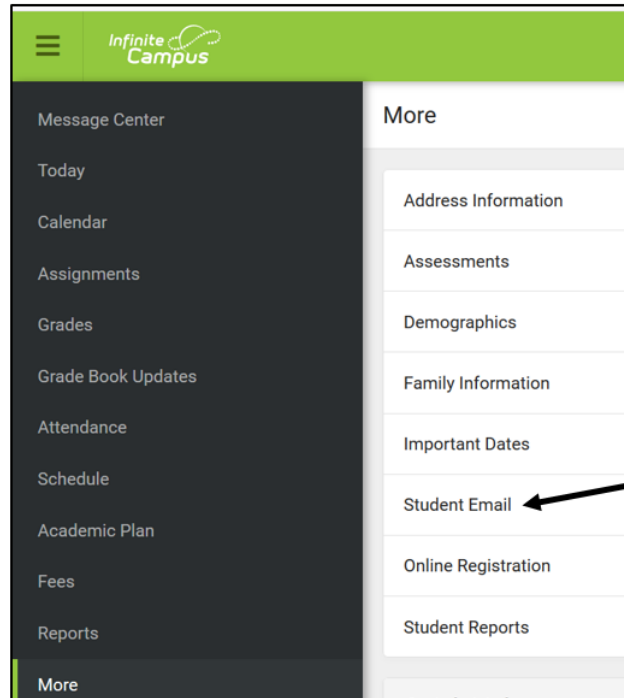 Infinite
Campus
Message Center
Today
Calendar
Assignments
Grades
Grade Book Updates
Attendance
Schedule
Academic Plan
Fees
Reports
More
More
Address Information
Assessments
Demographics
Family Information
Important Dates
Student Email
Online Registration
Student Reports